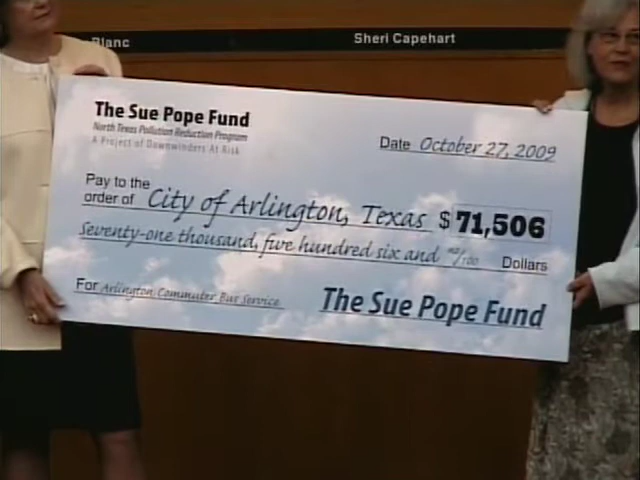 Blanc
Sheri Capehart
The Sue Pope Fund
North Texas Pollution Reduction Program
A Project of Downwinders At Risk
Date October 27, 2009
Pay to the
order of City of Arlington, Texas $ 71,506
Seventy-one thousand, five hundred six and no/100 Dollars
For Arlington Commuter Bus Service
The Sue Pope Fund